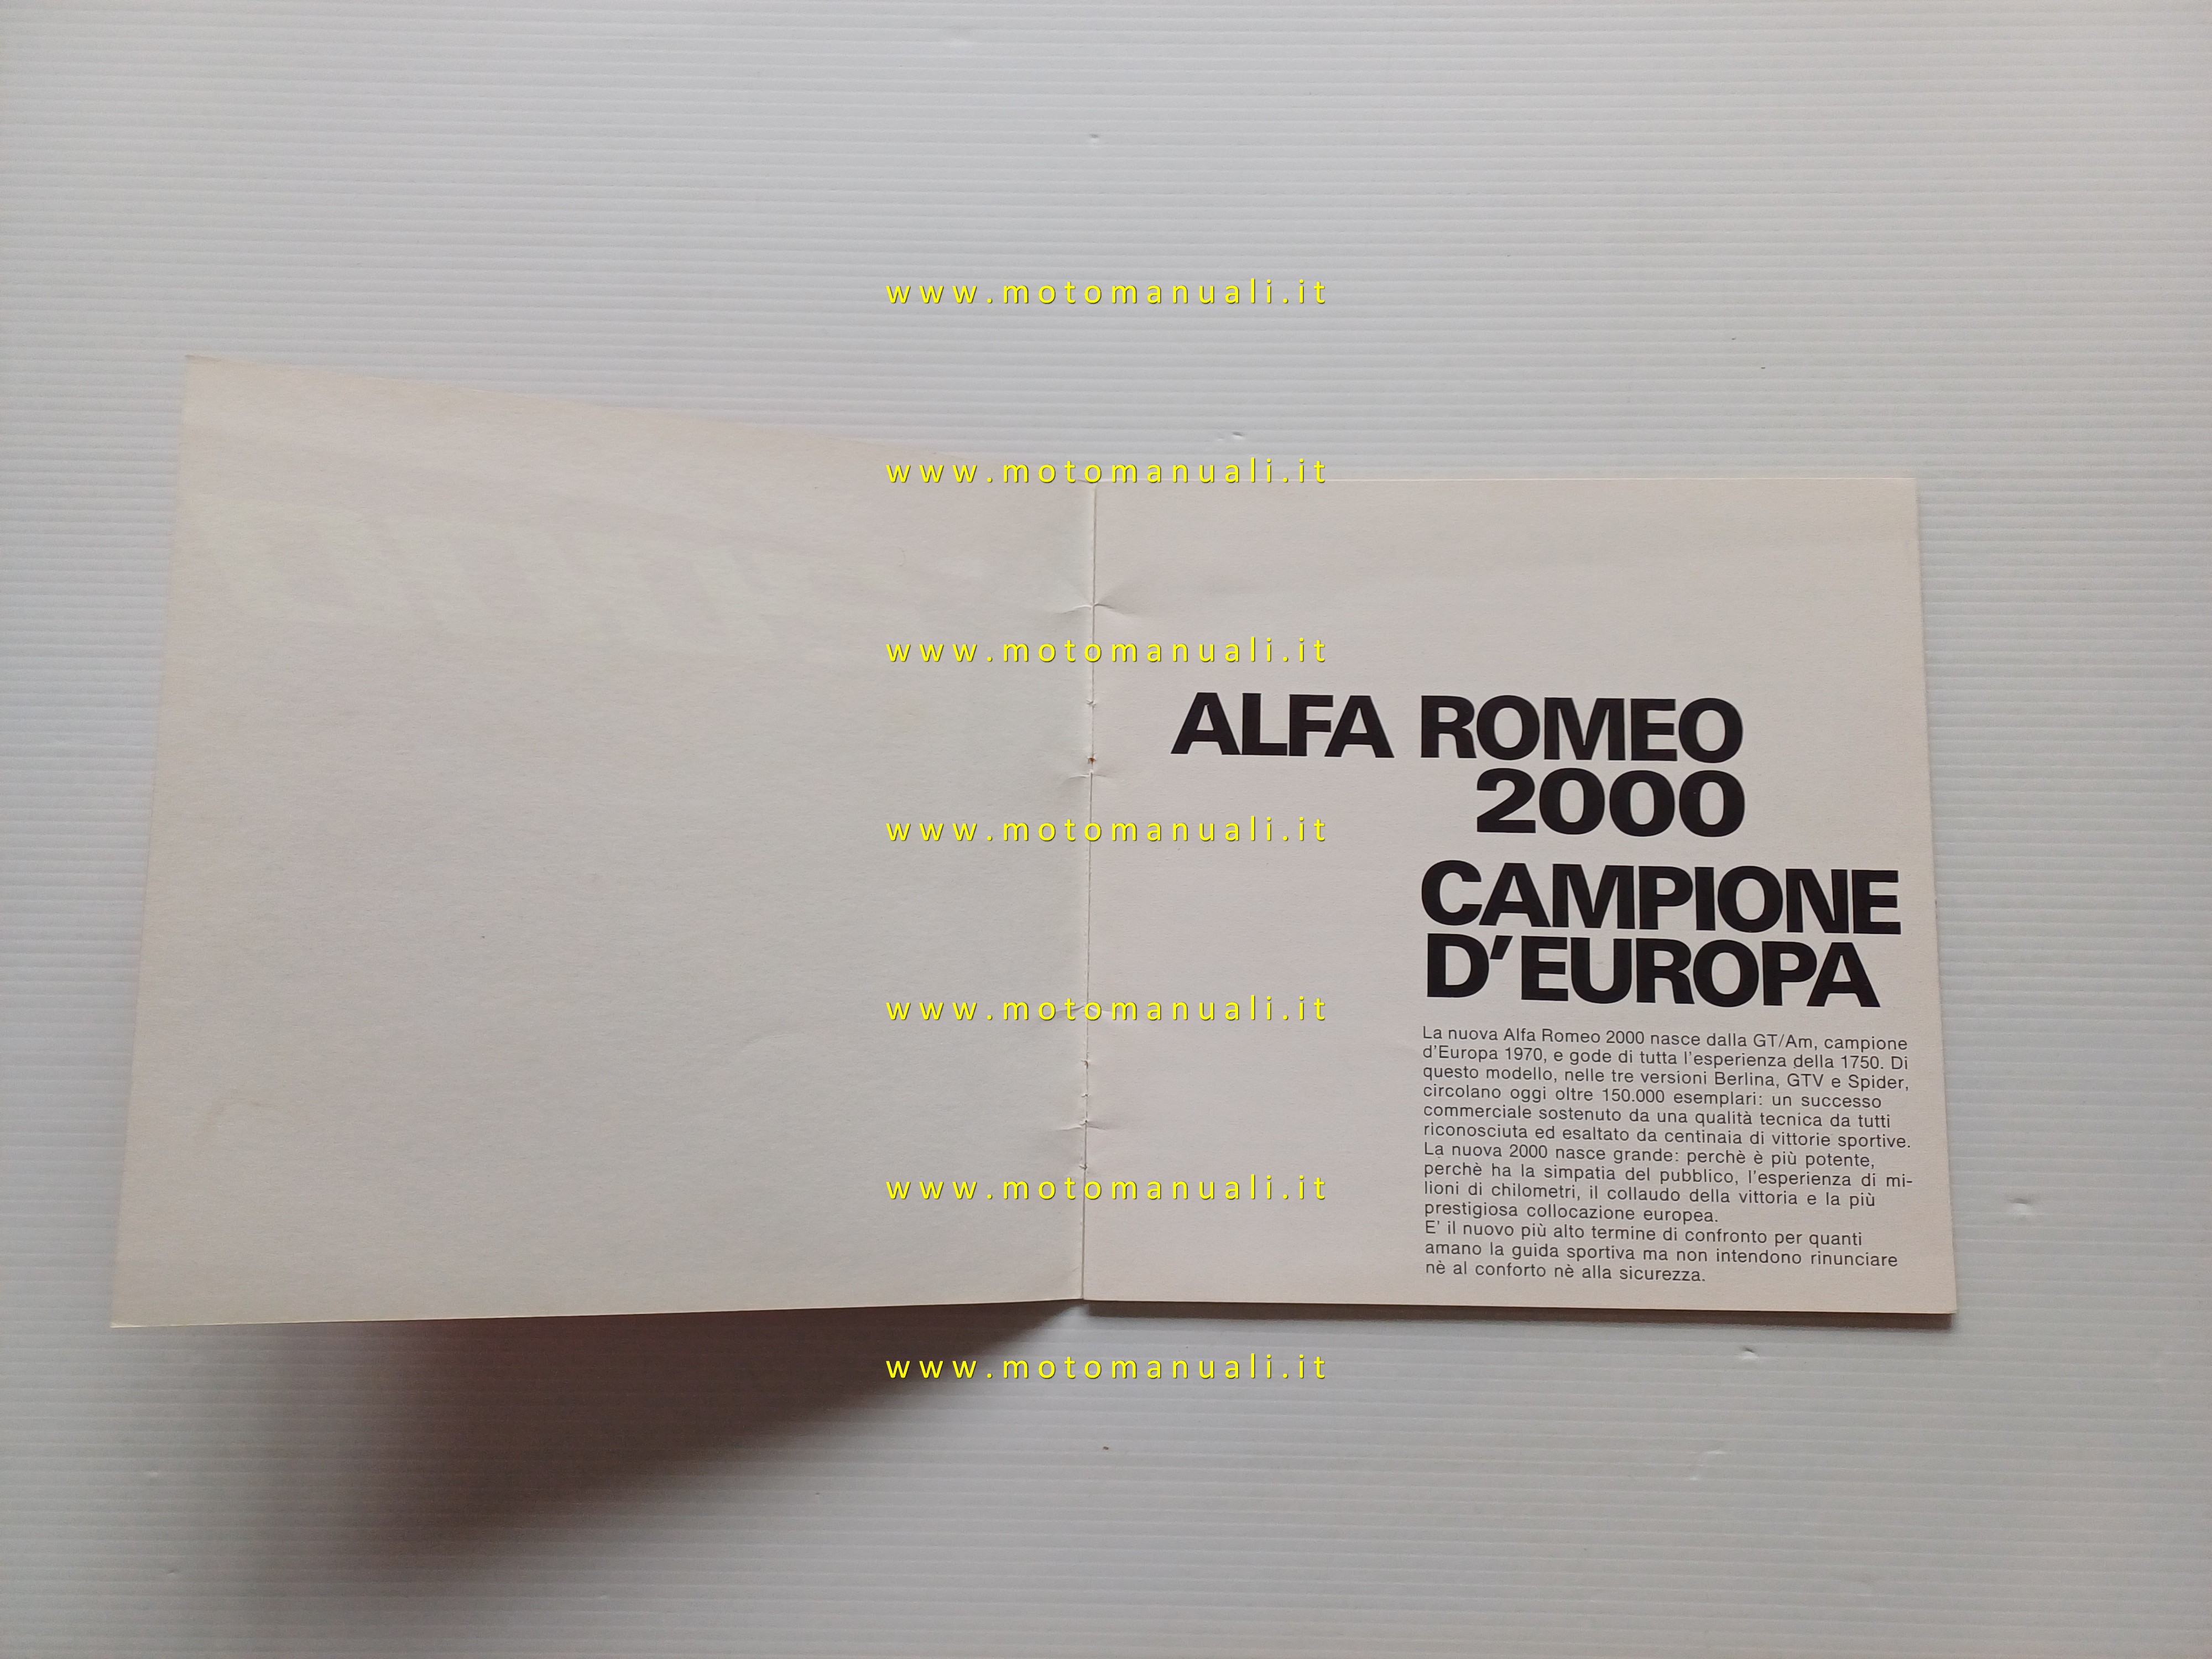 www.motomanuali.it
www.motomanuali.it
www.motomanuali.it
ALFA ROMEO
2000
www.motomanuali.it
CAMPIONE
D'EUROPA
www.motomanuali.it
La nuova Alfa Romeo 2000 nasce dalla GT/Am, campione
d'Europa 1970, e gode di tutta l'esperienza della 1750. Di
questo modello, nelle tre versioni Berlina, GTV e Spider,
circolano oggi oltre 150.000 esemplari: un successo
commerciale sostenuto da una qualità tecnica da tutti
riconosciuta ed esaltato da centinaia di vittorie sportive.
La nuova 2000 nasce grande: perchè è più potente,
perchè ha la simpatia del pubblico, l'esperienza di mi-
lioni di chilometri, il collaudo della vittoria e la più
prestigiosa collocazione europea.
E' il nuovo più alto termine di confronto per quanti
amano la guida sportiva ma non intendono rinunciare
nè al conforto nè alla sicurezza.
www.motomanuali.it
www.motomanuali.it